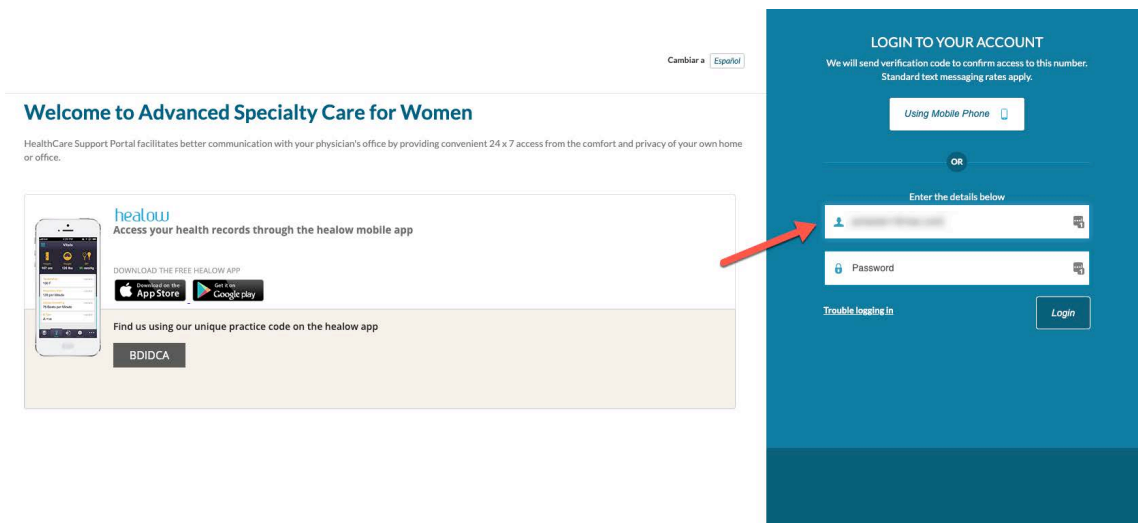 Cambiar a Español
Welcome to Advanced Specialty Care for Women
HealthCare Support Portal facilitates better communication with your physician's office by providing convenient 24 x 7 access from the comfort and privacy of your own home
or office.
healow
Access your health records through the healow mobile app
DOWNLOAD THE FREE HEALOW APP
Download on the
App Store
Get it on
Google play
Find us using our unique practice code on the healow app
BDIDCA
LOGIN TO YOUR ACCOUNT
We will send verification code to confirm access to this number.
Standard text messaging rates apply.
Using Mobile Phone
OR
Enter the details below
Password
Trouble logging in
Login